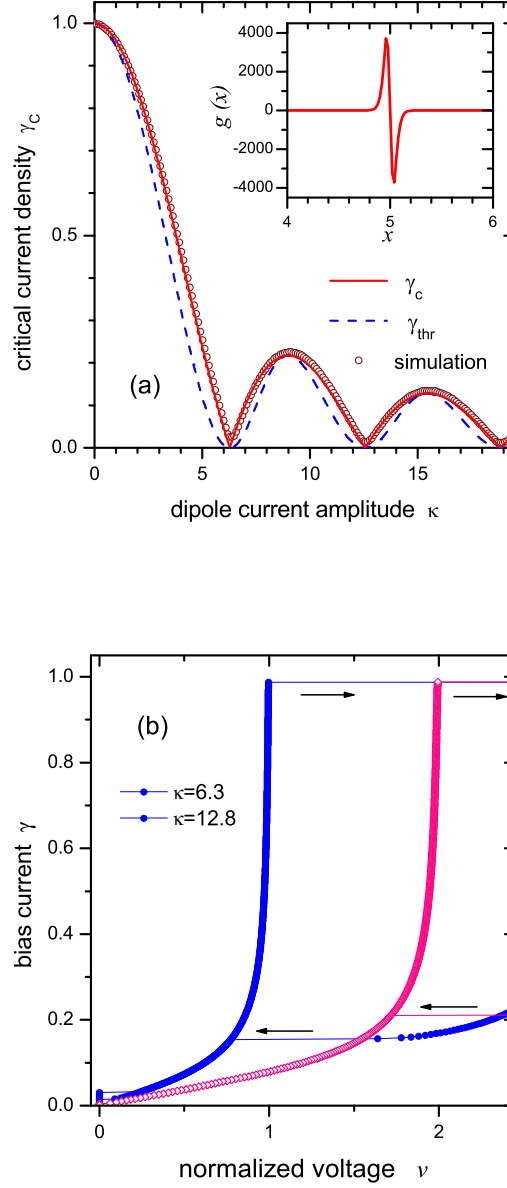 1.0
0.5
0.0
critical current density γc
0 5 10 15
dipole current amplitude κ
(a)
4000
2000
0
-2000
-4000
g (x)
4 5 6
x
γc
γthr
simulation
1.0
0.8
0.6
0.4
0.2
0.0
bias current γ
(b)
κ=6.3
κ=12.8
0 1 2
normalized voltage v